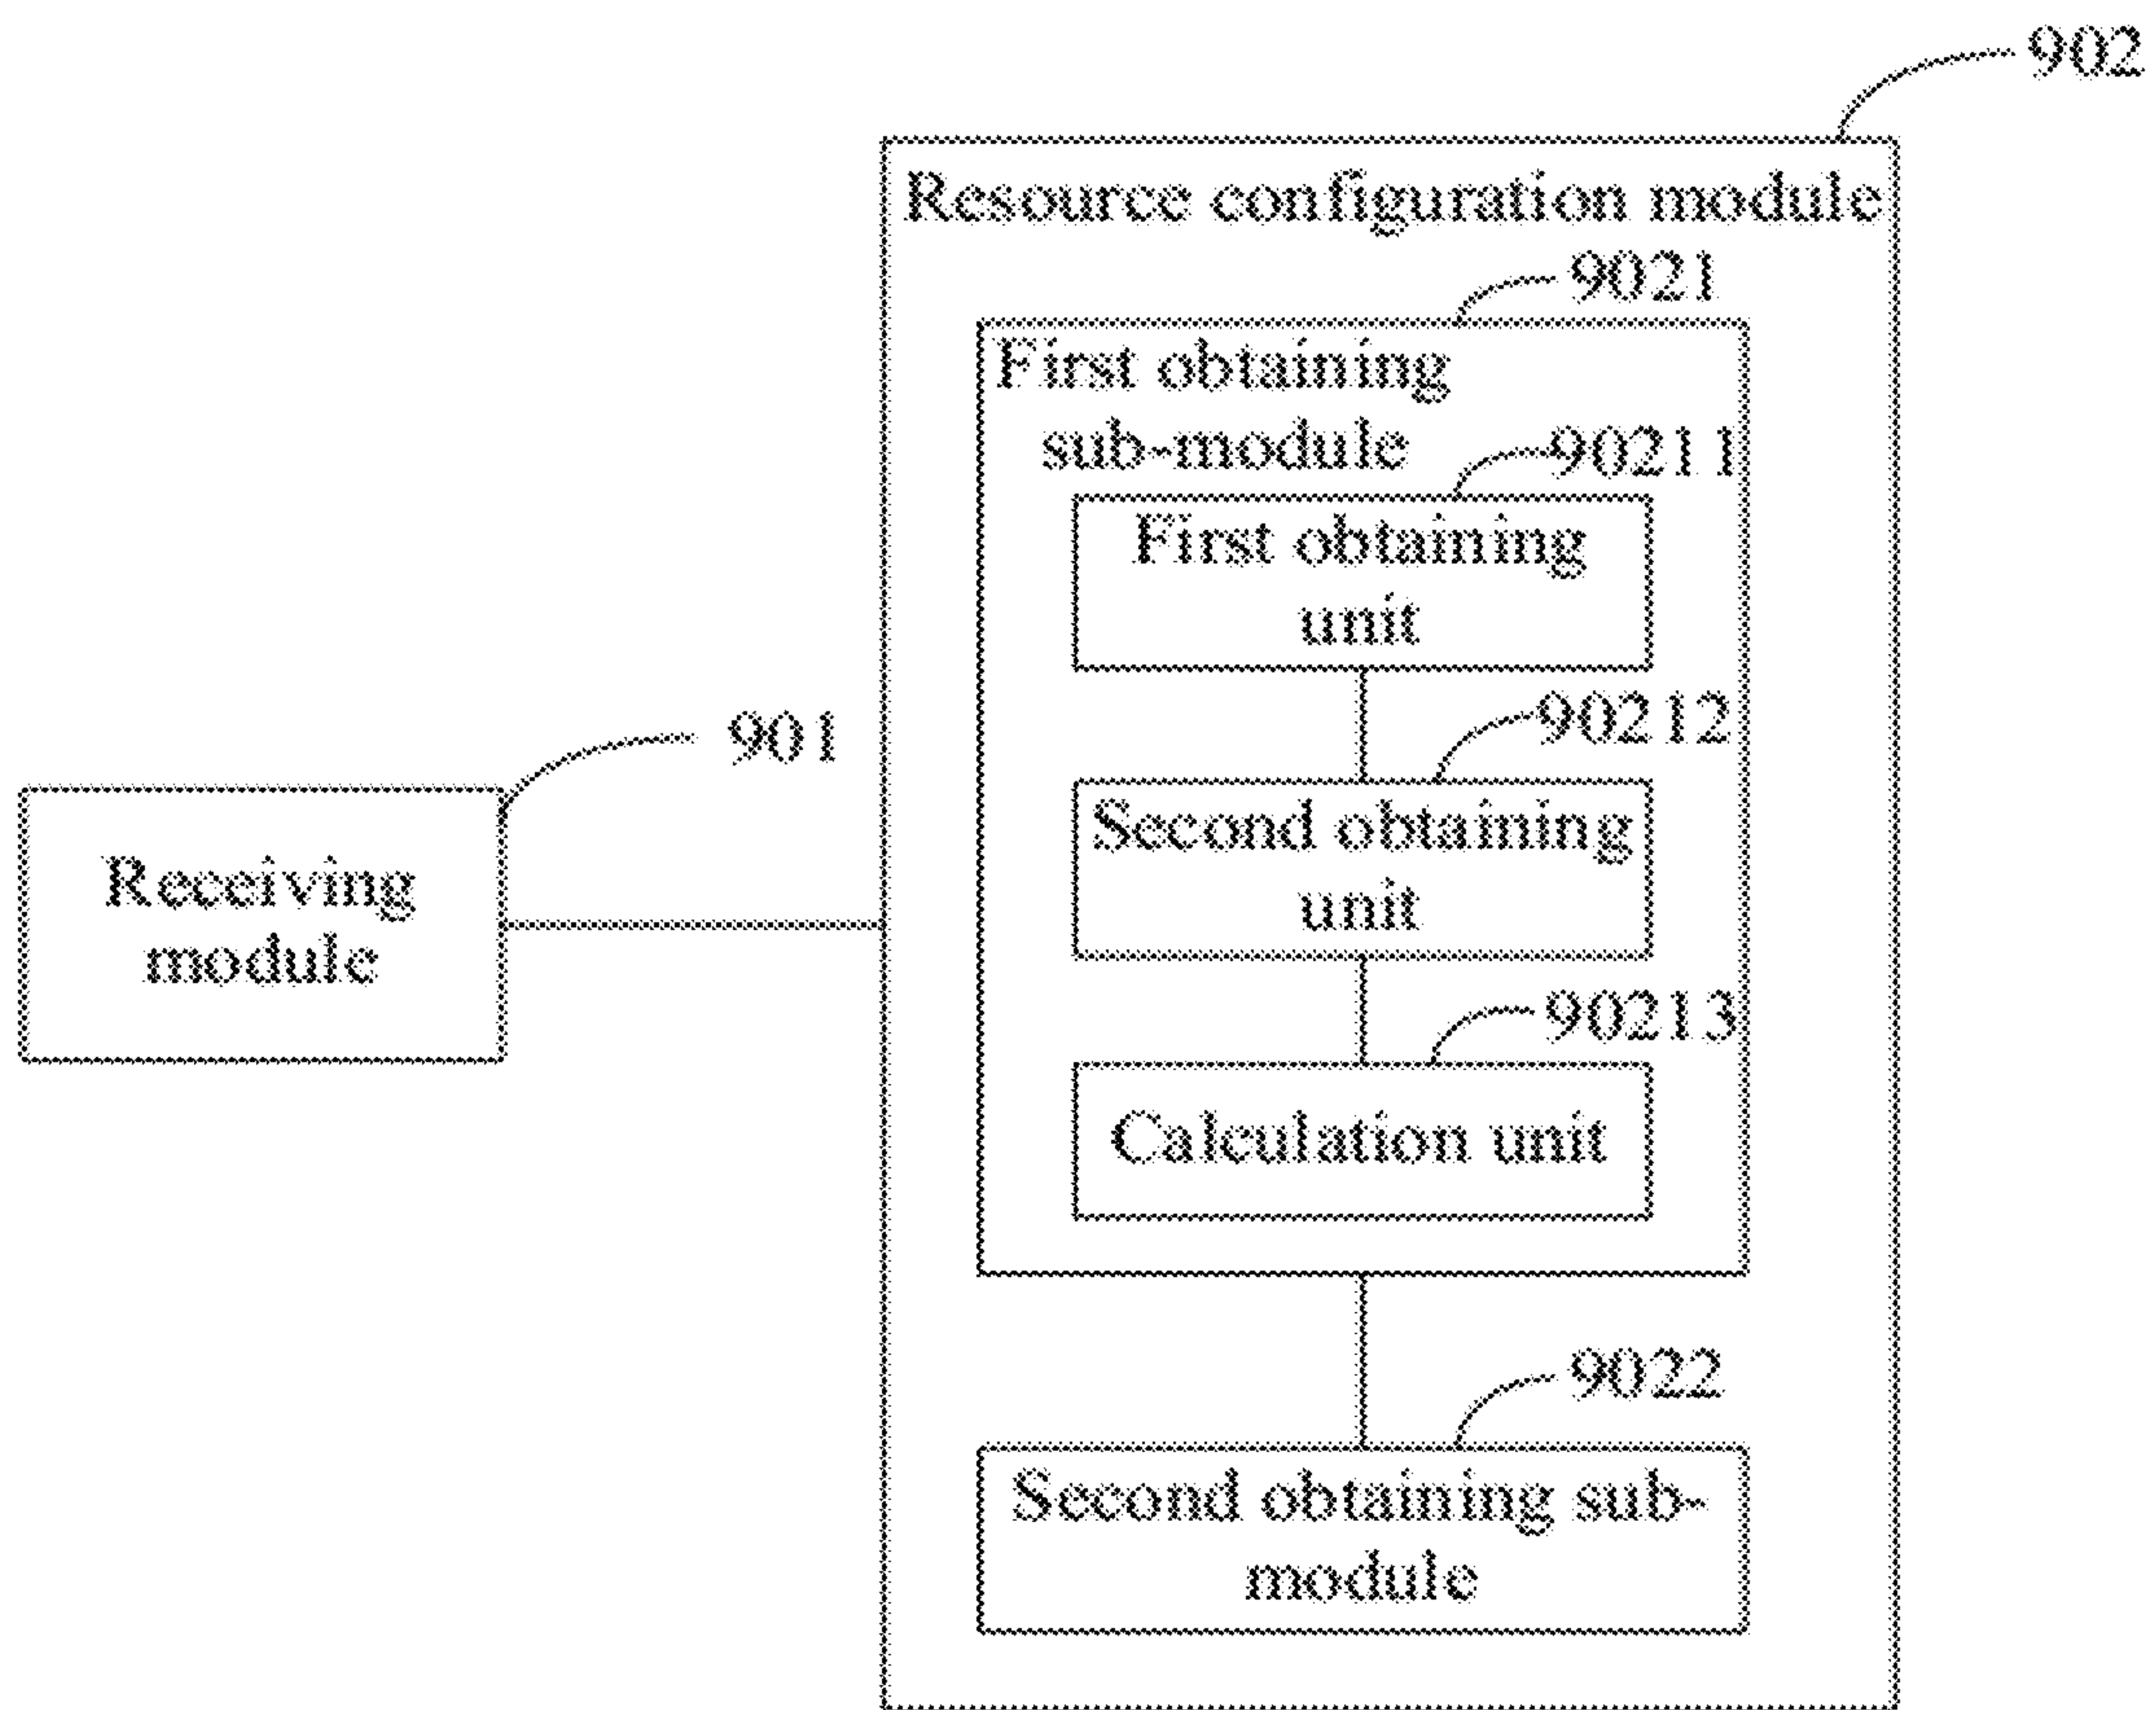 902
Resource configuration module
9021
First obtaining
sub-module
90211
First obtaining
unit
90212
901
Second obtaining
unit
Receiving
module
90213
Calculation unit
9022
Second obtaining sub-
module